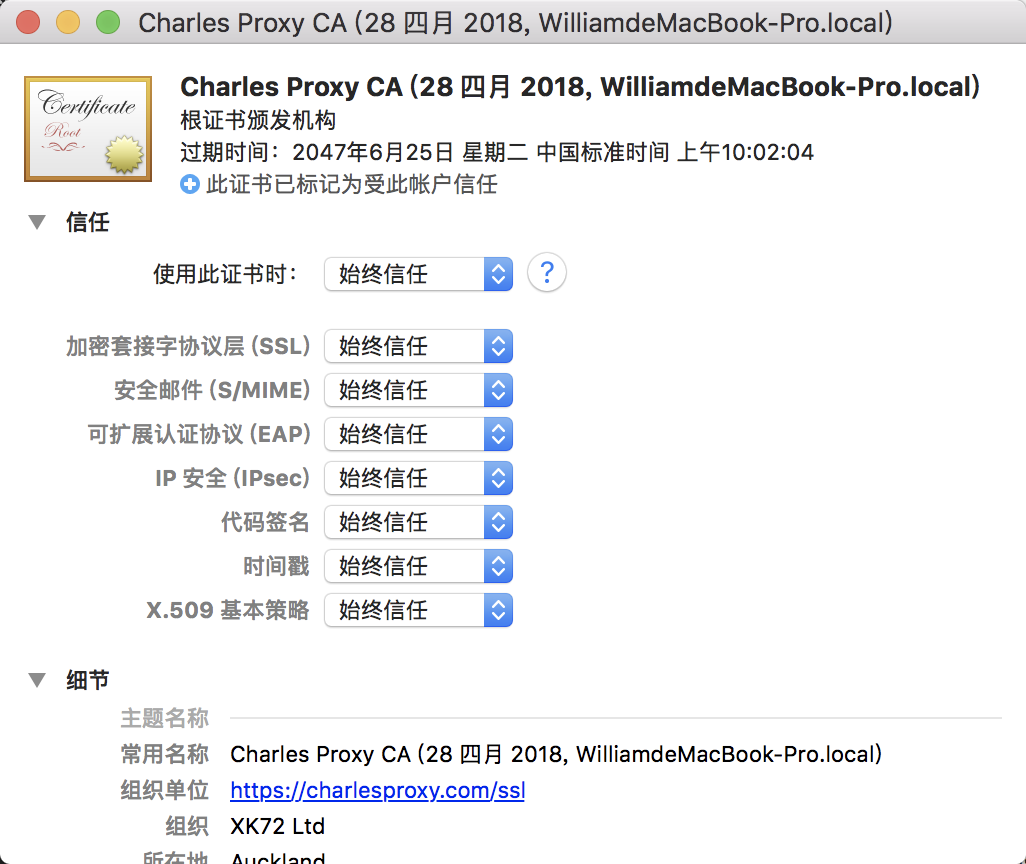 Charles Proxy CA (28 四月 2018, WilliamdeMacBook-Pro.local)
Certificate
Root
Charles Proxy CA (28 四月 2018, WilliamdeMacBook-Pro.local)
根证书颁发机构
过期时间：2047年6月25日 星期二 中国标准时间 上午10:02:04
此证书已标记为受此帐户信任
信任
使用此证书时： 始终信任 ?
加密套接字协议层 (SSL) 始终信任
安全邮件 (S/MIME) 始终信任
可扩展认证协议 (EAP) 始终信任
IP 安全 (IPsec) 始终信任
代码签名 始终信任
时间戳 始终信任
X.509 基本策略 始终信任
细节
主题名称
常用名称 Charles Proxy CA (28 四月 2018, WilliamdeMacBook-Pro.local)
组织单位 https://charlesproxy.com/ssl
组织 XK72 Ltd
所在地 Auckland